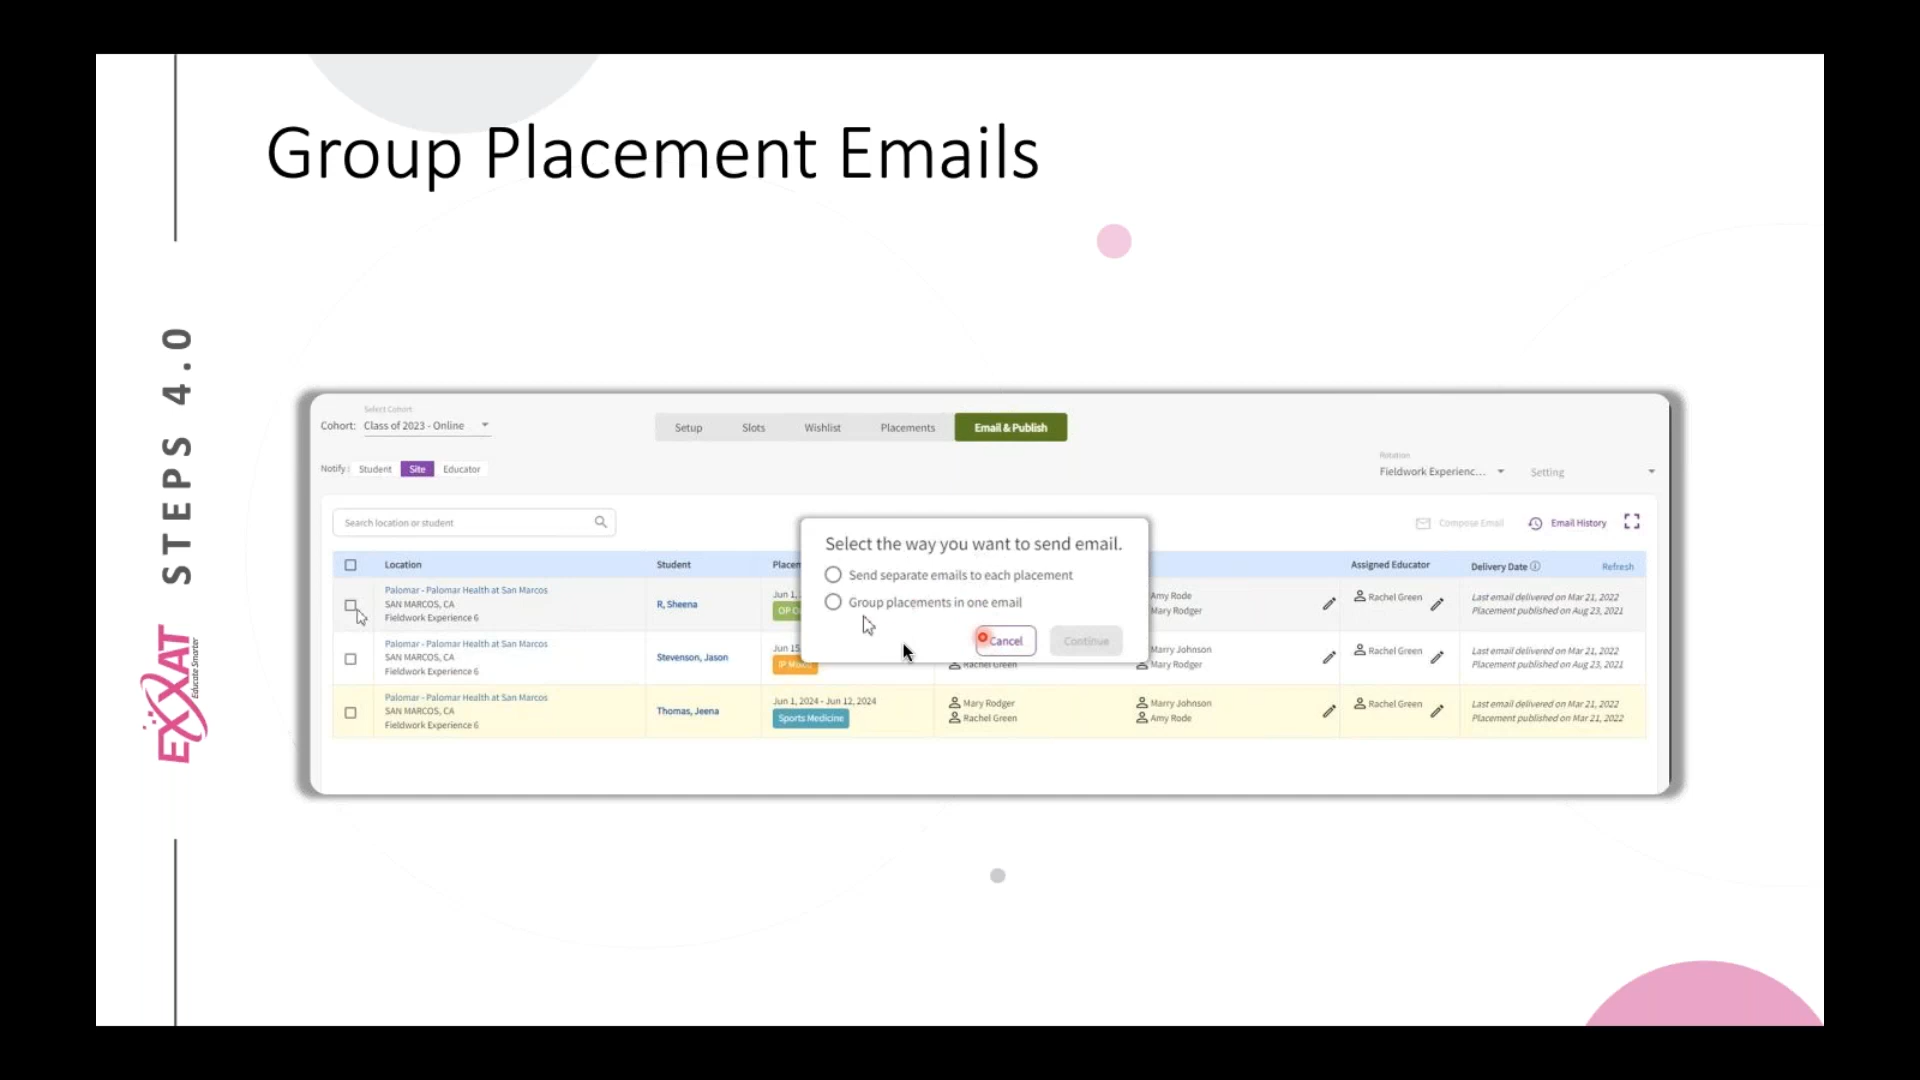 Group Placement Emails
STEPS 4.0
EXXAT
Educate Smarter
Select Cohort
Cohort: Class of 2023 - Online
Setup
Slots
Wishlist
Placements
Email & Publish
Notify: Student Site Educator
Rotation
Fieldwork Experienc...
Setting
Search location or student
Compose Email
Email History
Location
Student
Placem
Assigned Educator
Delivery Date
Refresh
Select the way you want to send email.
Send separate emails to each placement
Group placements in one email
Cancel
Continue
Palomar - Palomar Health at San Marcos
SAN MARCOS, CA
Fieldwork Experience 6
R, Sheena
Jun 1,
OP O
Amy Rode
Mary Rodger
Rachel Green
Last email delivered on Mar 21, 2022
Placement published on Aug 23, 2021
Palomar - Palomar Health at San Marcos
SAN MARCOS, CA
Fieldwork Experience 6
Stevenson, Jason
Jun 15
Rachel Green
Marry Johnson
Mary Rodger
Rachel Green
Last email delivered on Mar 21, 2022
Placement published on Aug 23, 2021
Palomar - Palomar Health at San Marcos
SAN MARCOS, CA
Fieldwork Experience 6
Thomas, Jeena
Jun 1, 2024 - Jun 12, 2024
Sports Medicine
Mary Rodger
Rachel Green
Marry Johnson
Amy Rode
Rachel Green
Last email delivered on Mar 21, 2022
Placement published on Mar 21, 2022